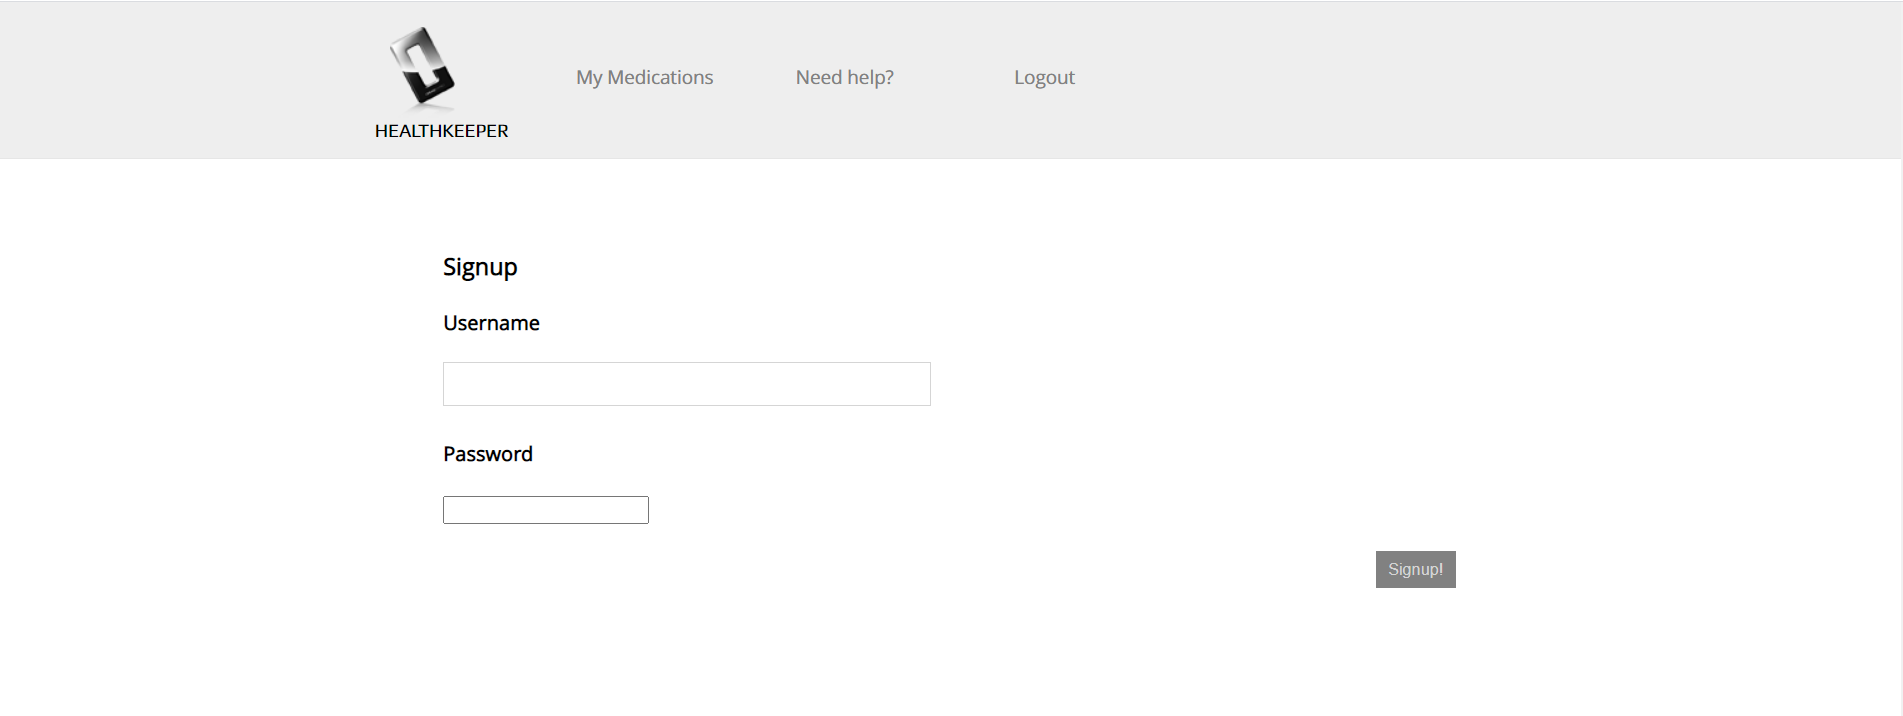 My Medications Need help? Logout
HEALTHKEEPER
Signup
Username
Password
Signup!